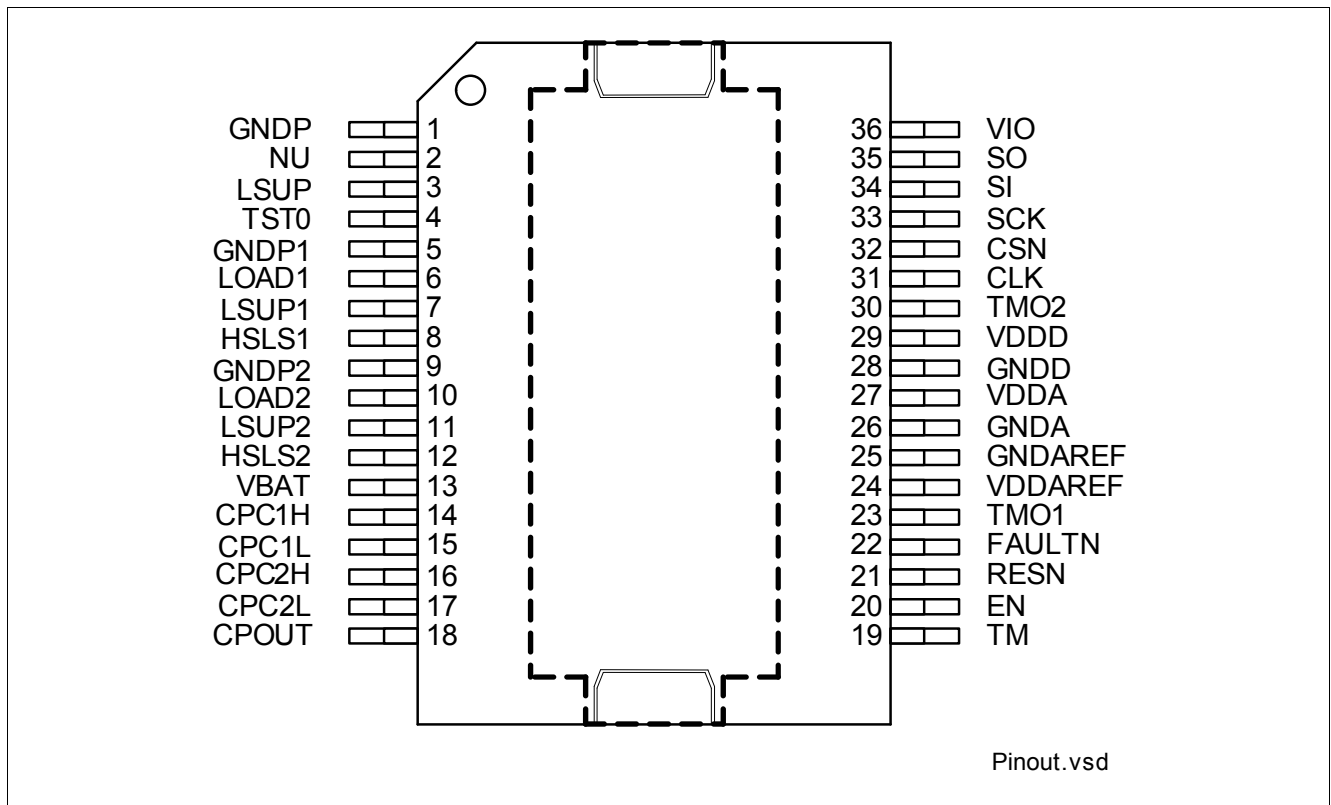 GNDP 1 36 VIO
NU 2 35 SO
LSUP 3 34 SI
TST0 4 33 SCK
GNDP1 5 32 CSN
LOAD1 6 31 CLK
LSUP1 7 30 TMO2
HSLS1 8 29 VDDD
GNDP2 9 28 GNDD
LOAD2 10 27 VDDA
LSUP2 11 26 GNDA
HSLS2 12 25 GNDAREF
VBAT 13 24 VDDAREF
CPC1H 14 23 TMO1
CPC1L 15 22 FAULTN
CPC2H 16 21 RESN
CPC2L 17 20 EN
CPOUT 18 19 TM
Pinout.vsd